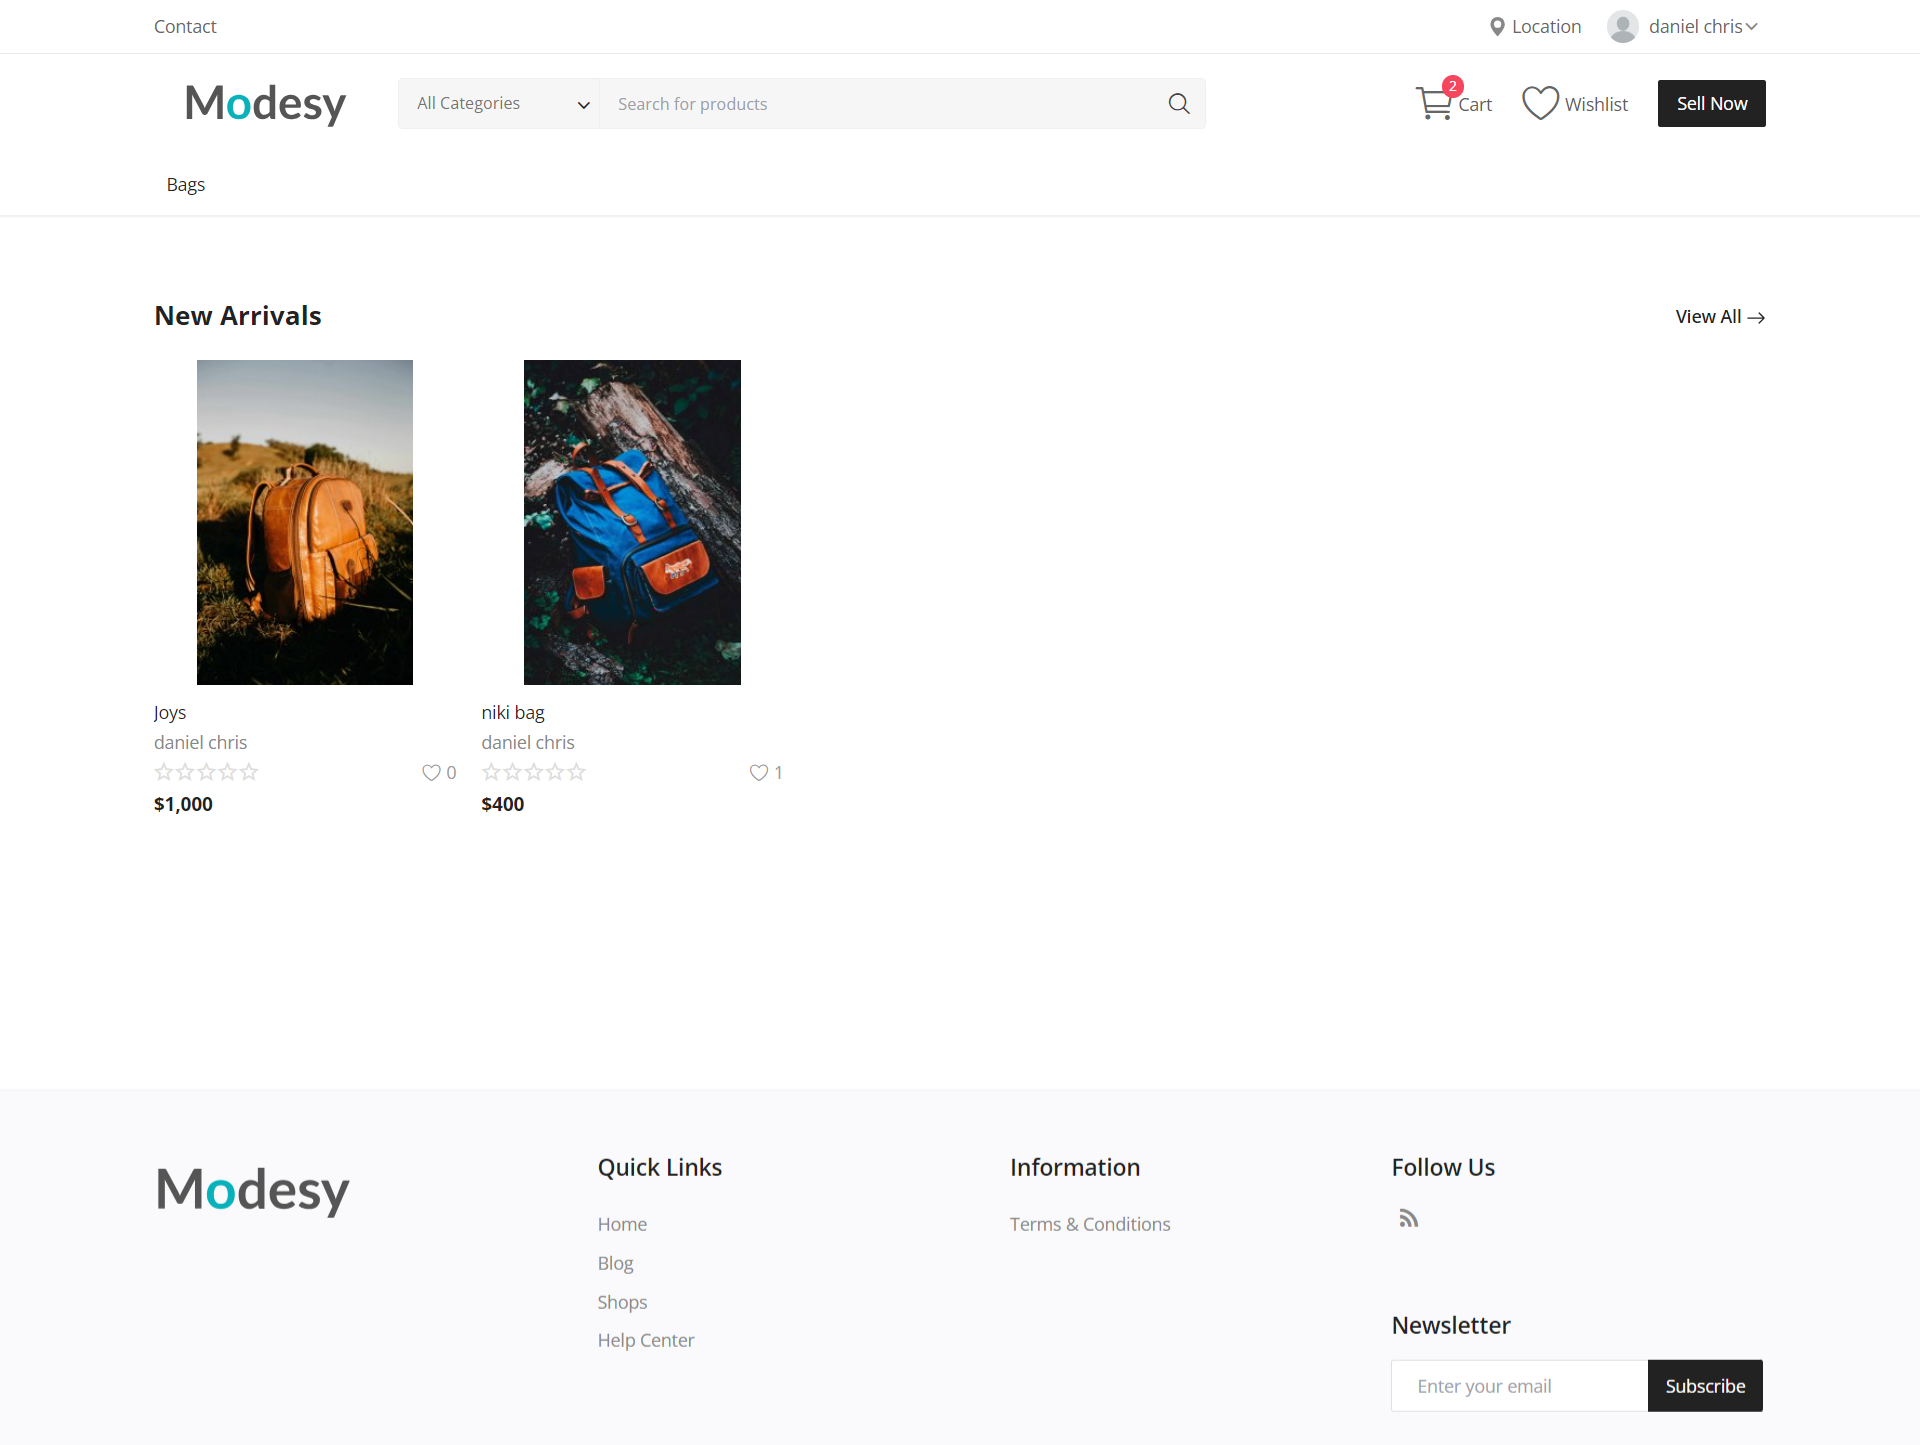 Contact
Location
daniel chris
Modesy
All Categories
Search for products
2
Cart
Wishlist
Sell Now
Bags
New Arrivals
View All
Joys
daniel chris
0
$1,000
niki bag
daniel chris
1
$400
Modesy
Quick Links
Home
Blog
Shops
Help Center
Information
Terms & Conditions
Follow Us
Newsletter
Enter your email
Subscribe